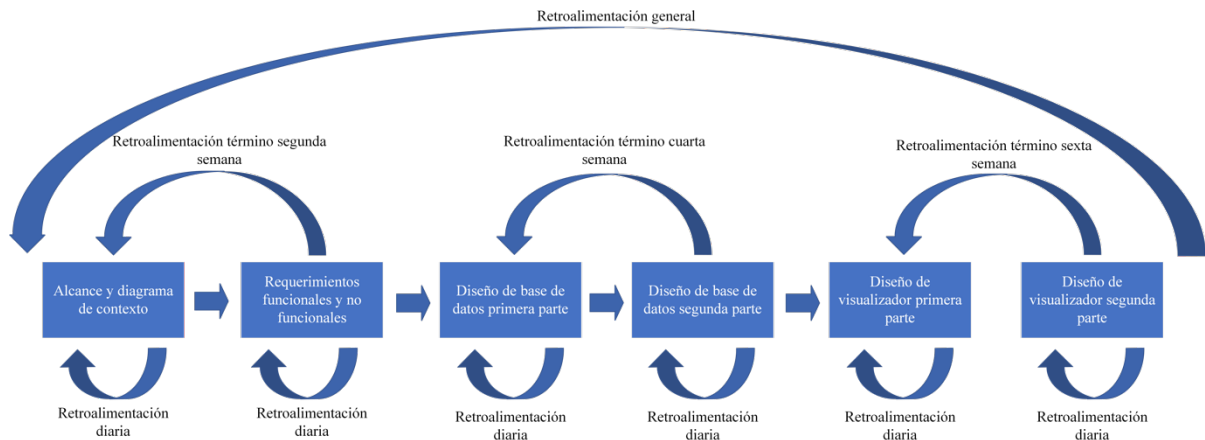 Retroalimentación general
Retroalimentación término segunda
semana
Retroalimentación término cuarta
semana
Retroalimentación término sexta
semana
Alcance y diagrama
de contexto
Requerimientos
funcionales y no
funcionales
Diseño de base de
datos primera parte
Diseño de base de
datos segunda parte
Diseño de
visualizador primera
parte
Diseño de
visualizador segunda
parte
Retroalimentación
diaria
Retroalimentación
diaria
Retroalimentación
diaria
Retroalimentación
diaria
Retroalimentación
diaria
Retroalimentación
diaria